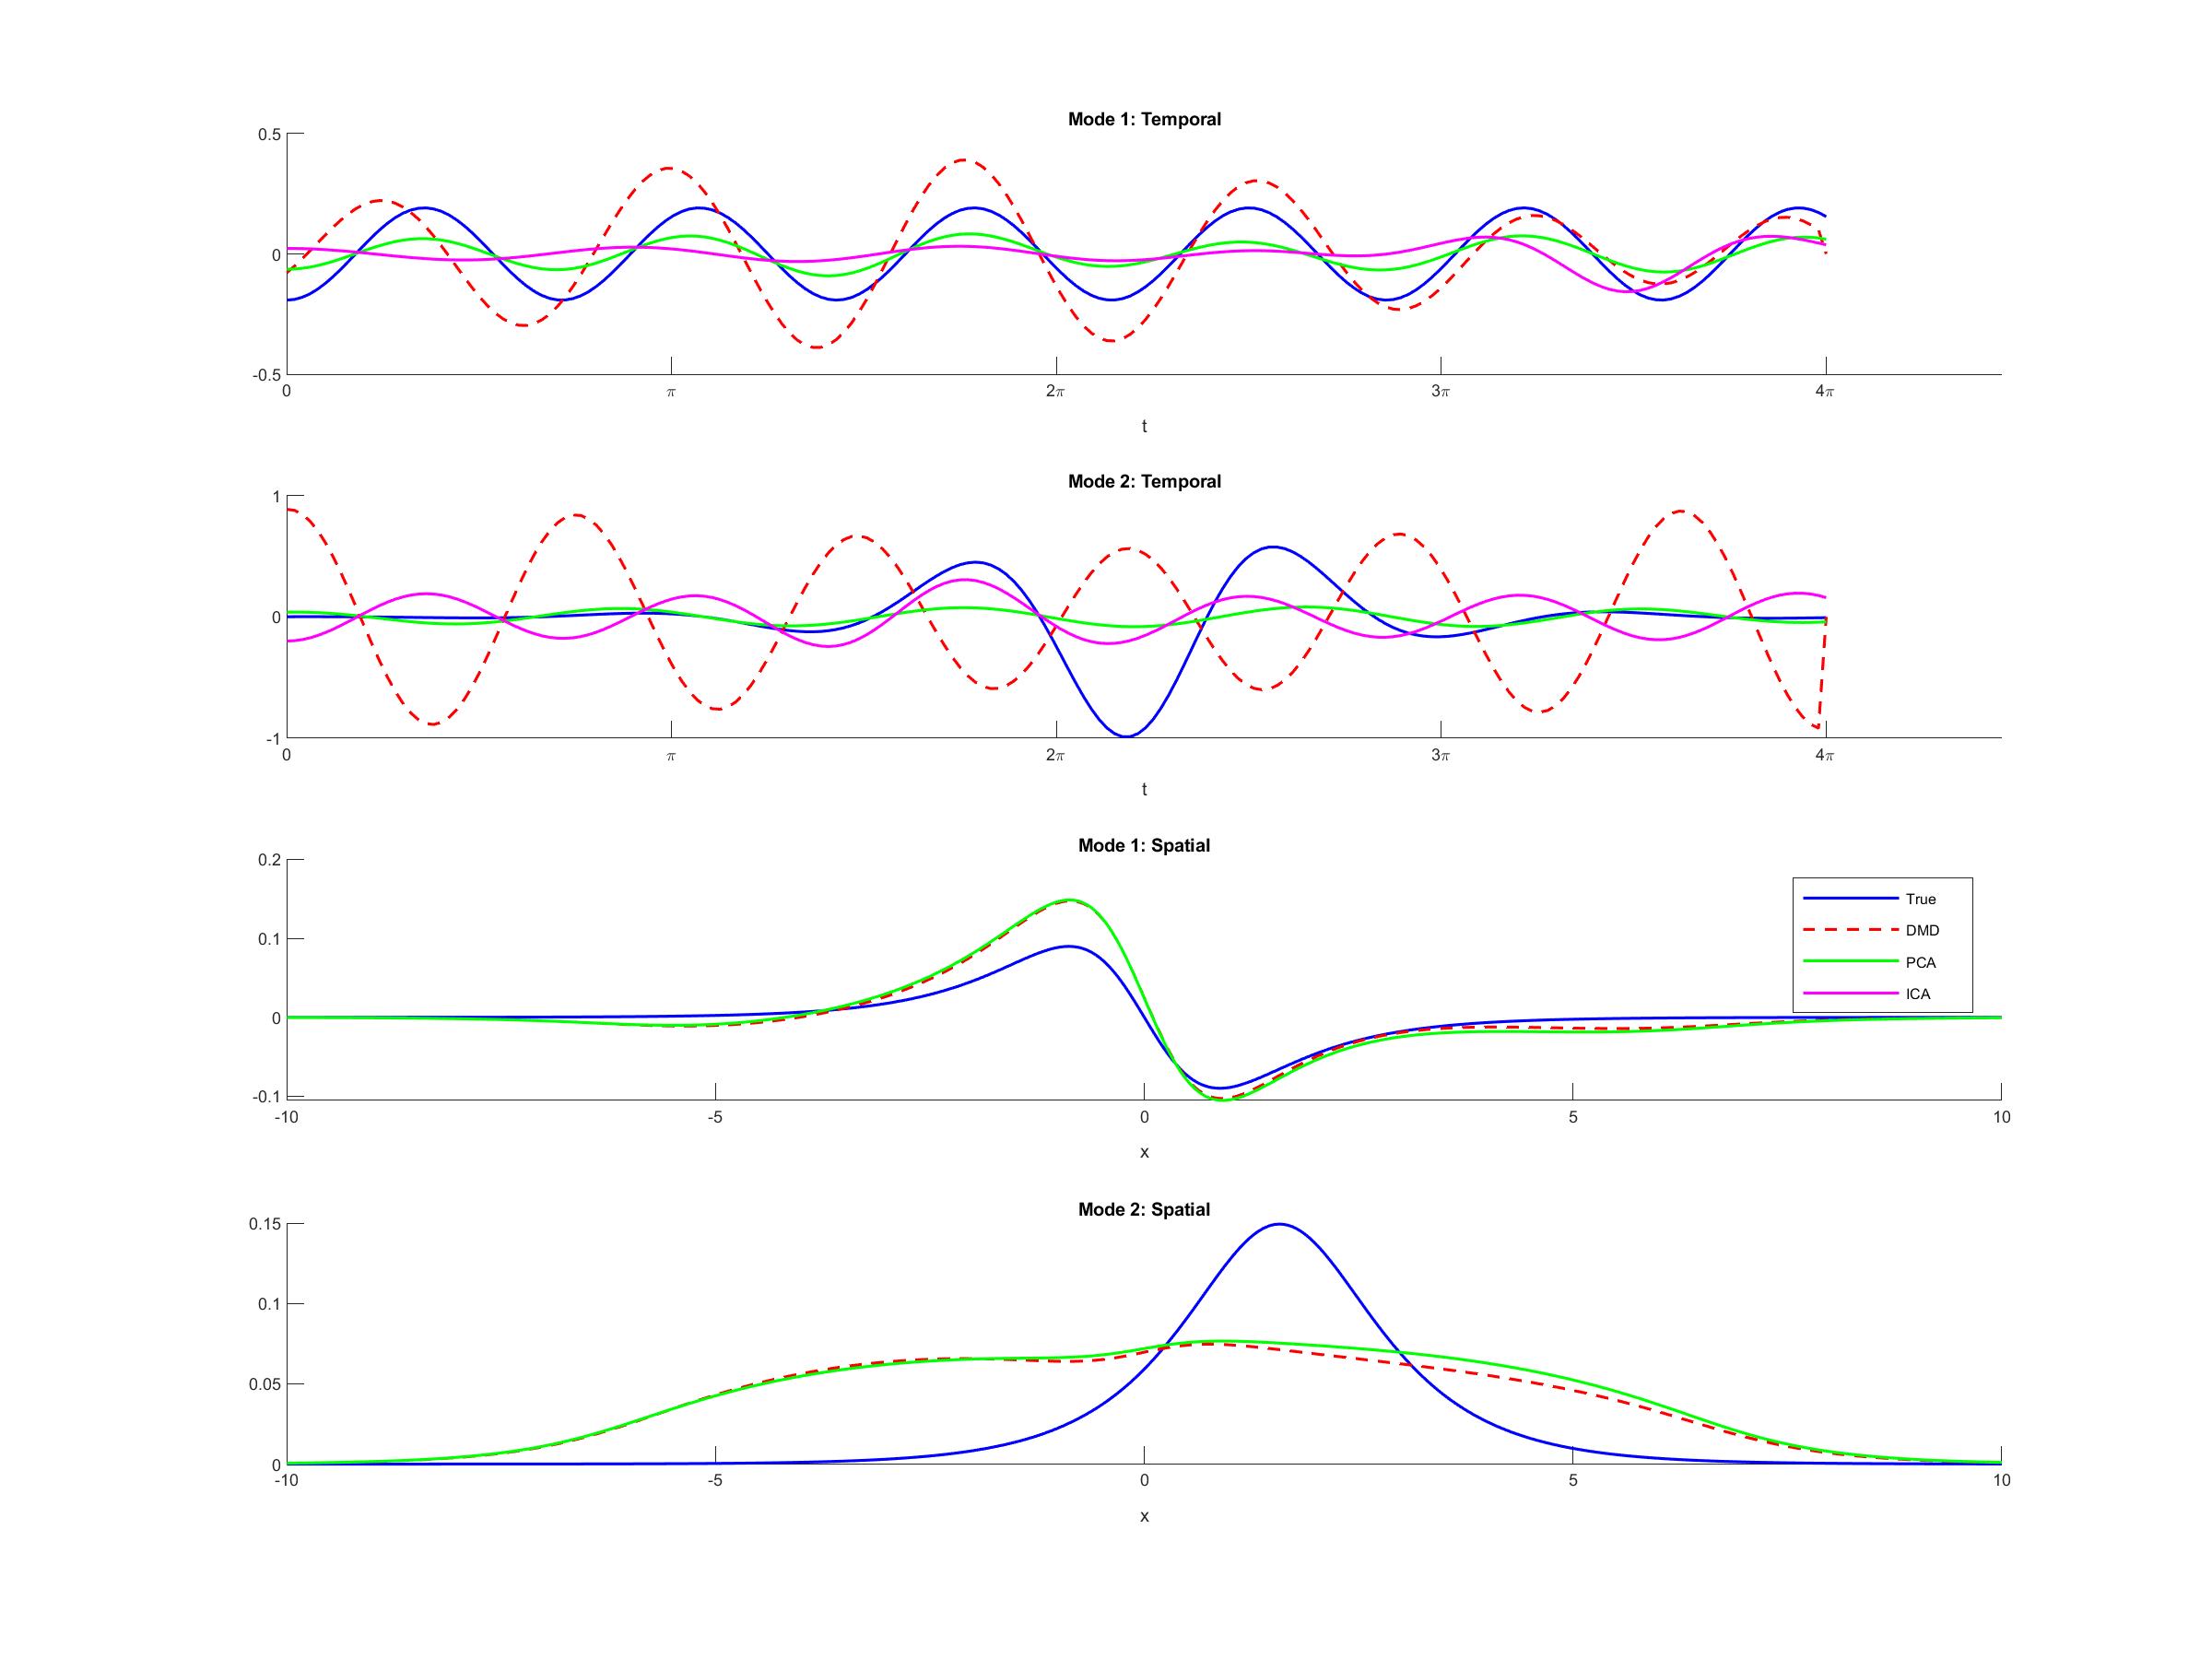 Mode 1: Temporal
0.5
0
-0.5
0 π 2π 3π 4π
t
Mode 2: Temporal
1
0
-1
0 π 2π 3π 4π
t
Mode 1: Spatial
0.2
0.1
0
-0.1
-10 -5 0 5 10
x
True
DMD
PCA
ICA
Mode 2: Spatial
0.15
0.1
0.05
0
-10 -5 0 5 10
x